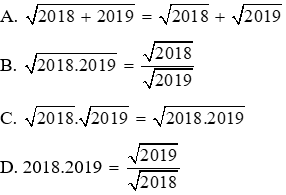 A. √(2018 + 2019) = √2018 + √2019
B. √(2018.2019) = √2018 / √2019
C. √2018.√2019 = √(2018.2019)
D. 2018.2019 = √2019 / √2018